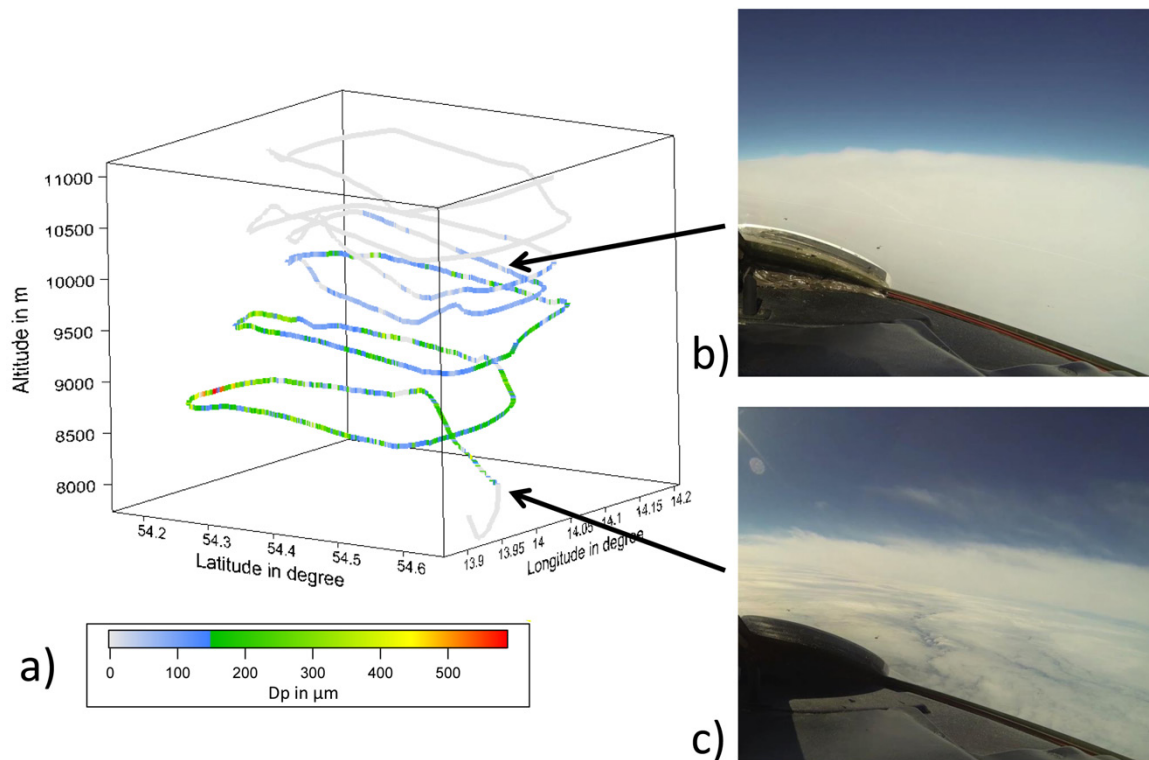 11000
10500
10000
9500
9000
8500
8000
Altitude in m
54.2
54.3
54.4
54.5
54.6
Latitude in degree
13.9
13.95
14
14.05
14.1
14.15
14.2
Longitude in degree
b)
a)
0 100 200 300 400 500
Dp in µm
c)